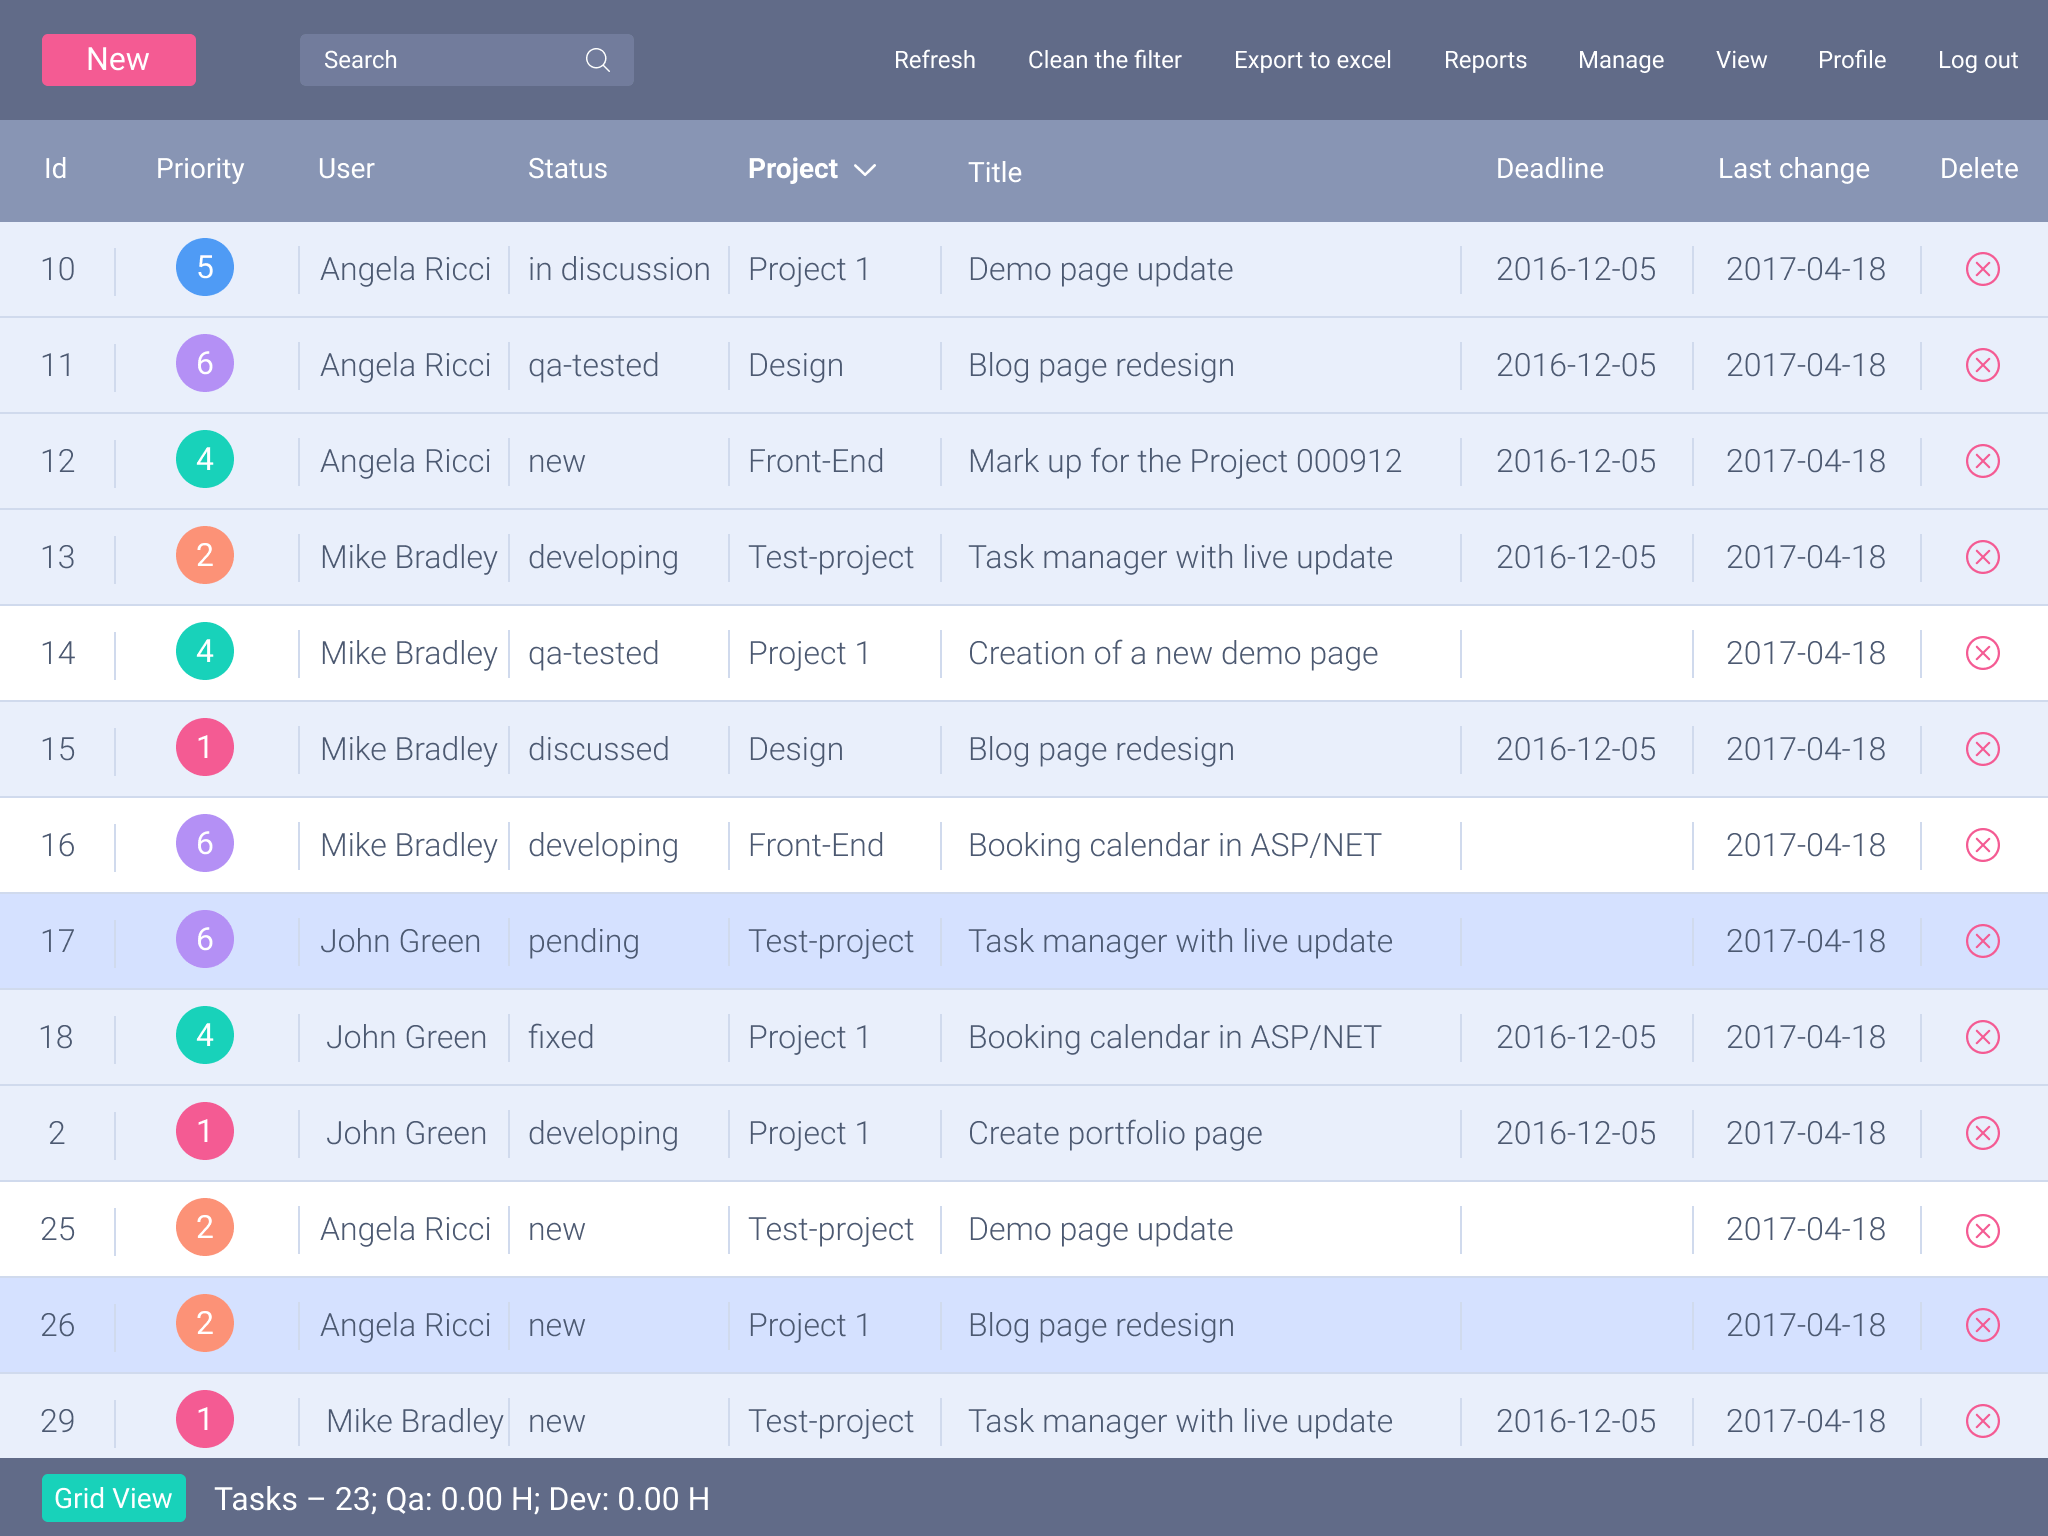 New Search Refresh Clean the filter Export to excel Reports Manage View Profile Log out
Id Priority User Status Project Title Deadline Last change Delete
10 5 Angela Ricci in discussion Project 1 Demo page update 2016-12-05 2017-04-18
11 6 Angela Ricci qa-tested Design Blog page redesign 2016-12-05 2017-04-18
12 4 Angela Ricci new Front-End Mark up for the Project 000912 2016-12-05 2017-04-18
13 2 Mike Bradley developing Test-project Task manager with live update 2016-12-05 2017-04-18
14 4 Mike Bradley qa-tested Project 1 Creation of a new demo page 2017-04-18
15 1 Mike Bradley discussed Design Blog page redesign 2016-12-05 2017-04-18
16 6 Mike Bradley developing Front-End Booking calendar in ASP/NET 2017-04-18
17 6 John Green pending Test-project Task manager with live update 2017-04-18
18 4 John Green fixed Project 1 Booking calendar in ASP/NET 2016-12-05 2017-04-18
2 1 John Green developing Project 1 Create portfolio page 2016-12-05 2017-04-18
25 2 Angela Ricci new Test-project Demo page update 2017-04-18
26 2 Angela Ricci new Project 1 Blog page redesign 2017-04-18
29 1 Mike Bradley new Test-project Task manager with live update 2016-12-05 2017-04-18
Grid View Tasks – 23; Qa: 0.00 H; Dev: 0.00 H